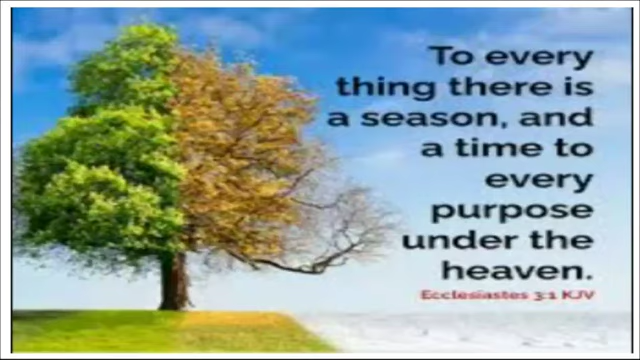 To every
thing there is
a season, and
a time to
every
purpose
under the
heaven.
Ecclesiastes 3:1 KJV